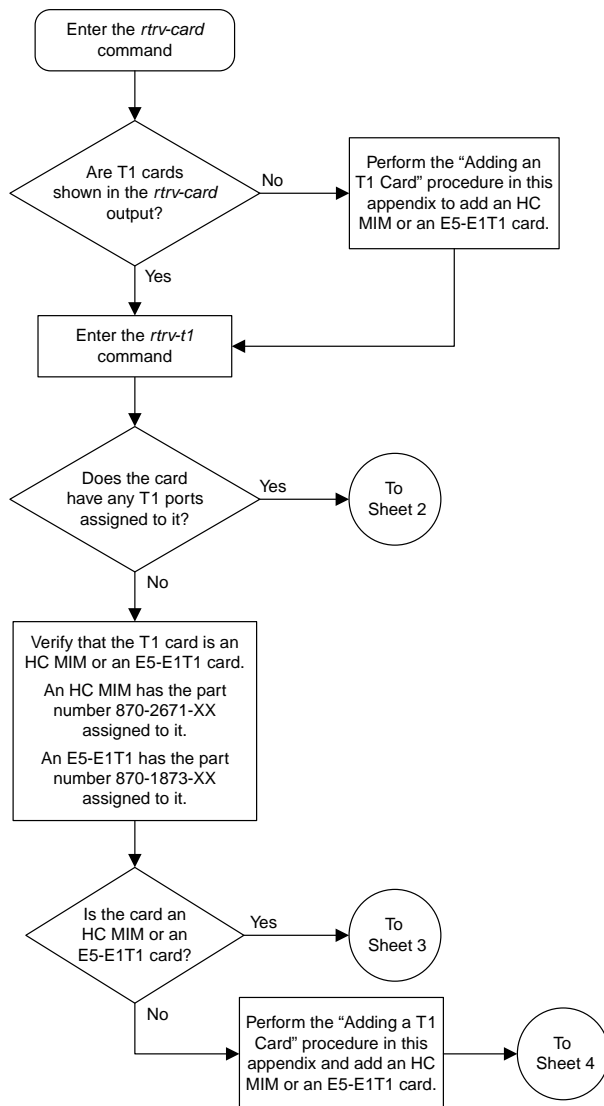 Enter the rtrv-card
command
Are T1 cards
shown in the rtrv-card
output?
No
Perform the “Adding an
T1 Card” procedure in this
appendix to add an HC
MIM or an E5-E1T1 card.
Yes
Enter the rtrv-t1
command
Does the card
have any T1 ports
assigned to it?
Yes
To
Sheet 2
No
Verify that the T1 card is an
HC MIM or an E5-E1T1 card.
An HC MIM has the part
number 870-2671-XX
assigned to it.
An E5-E1T1 has the part
number 870-1873-XX
assigned to it.
Is the card an
HC MIM or an
E5-E1T1 card?
Yes
To
Sheet 3
No
Perform the “Adding a T1
Card” procedure in this
appendix and add an HC
MIM or an E5-E1T1 card.
To
Sheet 4